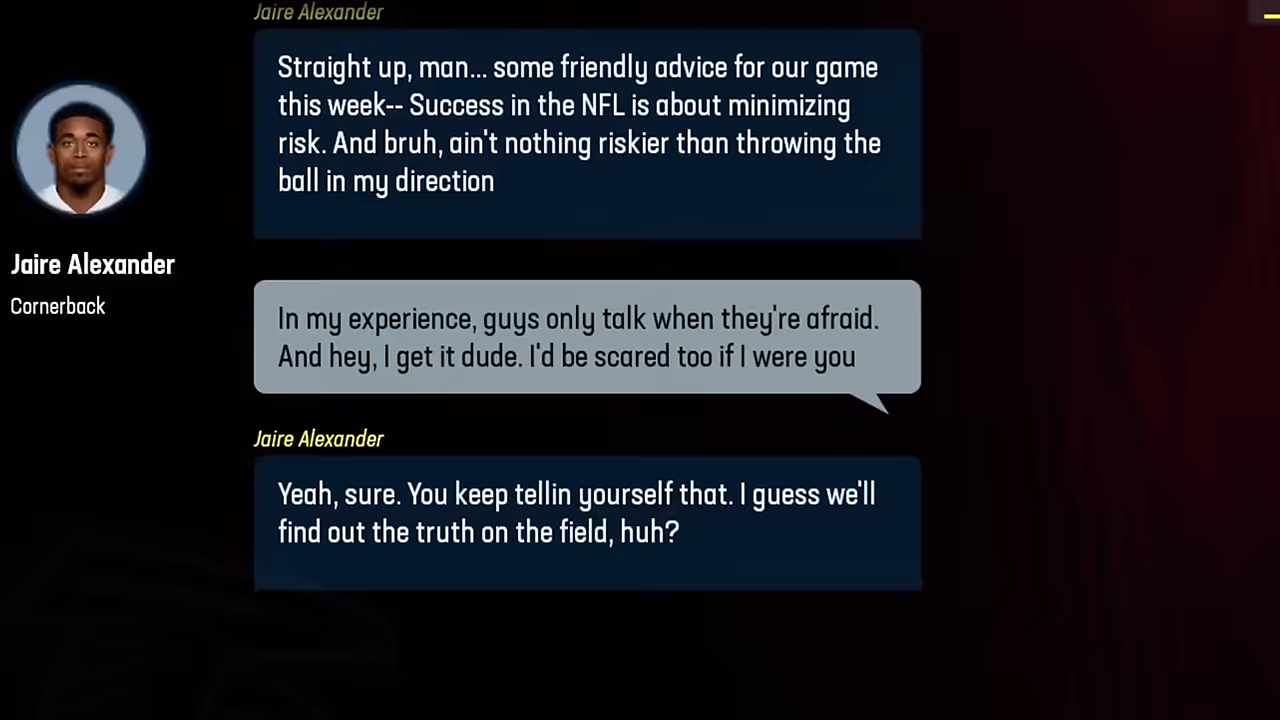 Jaire Alexander
Straight up, man... some friendly advice for our game
this week-- Success in the NFL is about minimizing
risk. And bruh, ain't nothing riskier than throwing the
ball in my direction
Jaire Alexander
Cornerback
In my experience, guys only talk when they're afraid.
And hey, I get it dude. I'd be scared too if I were you
Jaire Alexander
Yeah, sure. You keep tellin yourself that. I guess we'll
find out the truth on the field, huh?